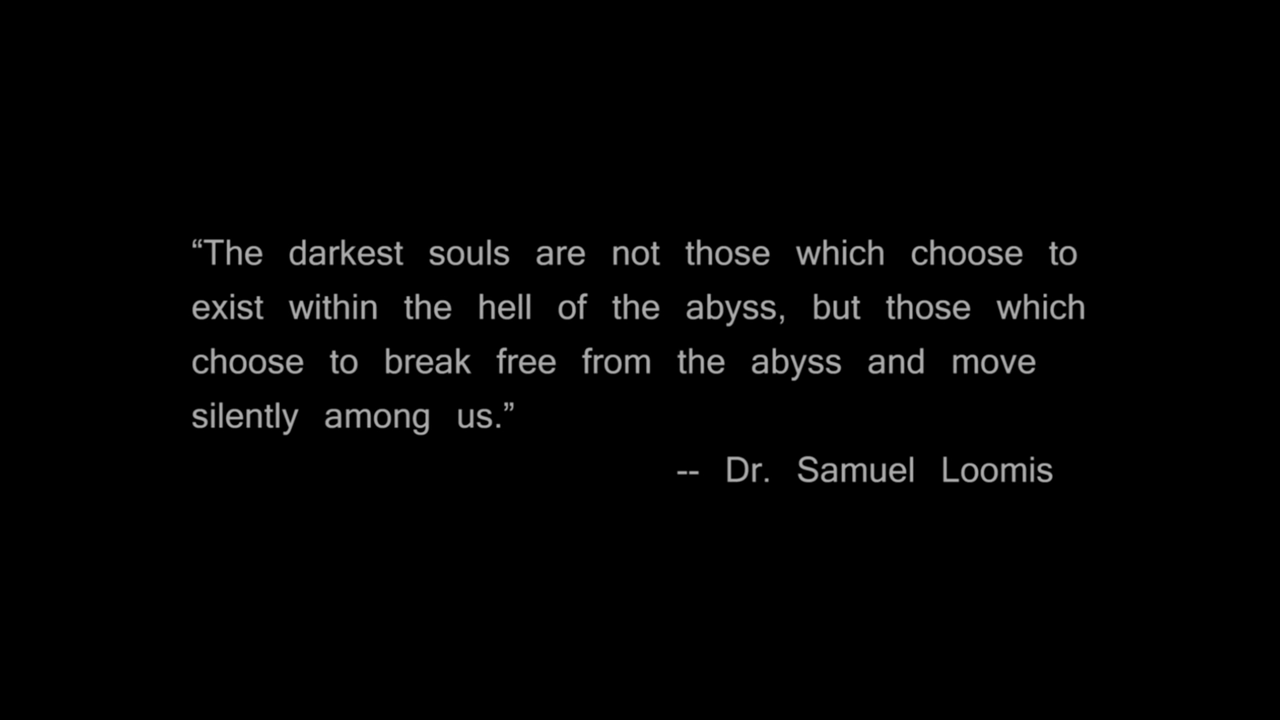 “The darkest souls are not those which choose to
exist within the hell of the abyss, but those which
choose to break free from the abyss and move
silently among us.”
-- Dr. Samuel Loomis